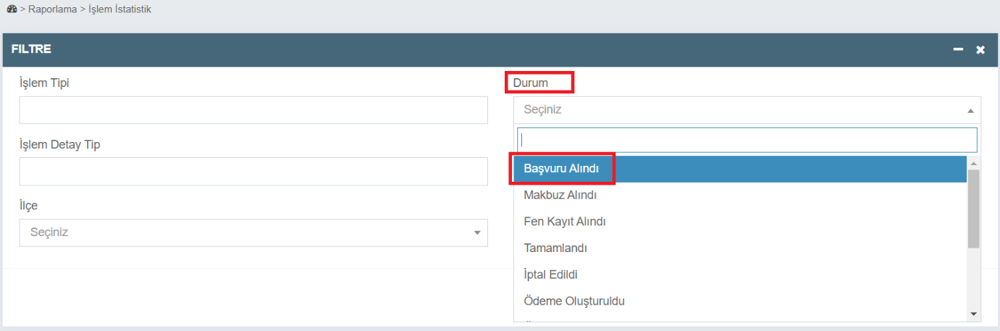 > Raporlama > İşlem İstatistik
FILTRE
İşlem Tipi
İşlem Detay Tip
İlçe
Seçiniz
Durum
Seçiniz
Başvuru Alındı
Makbuz Alındı
Fen Kayıt Alındı
Tamamlandı
İptal Edildi
Ödeme Oluşturuldu